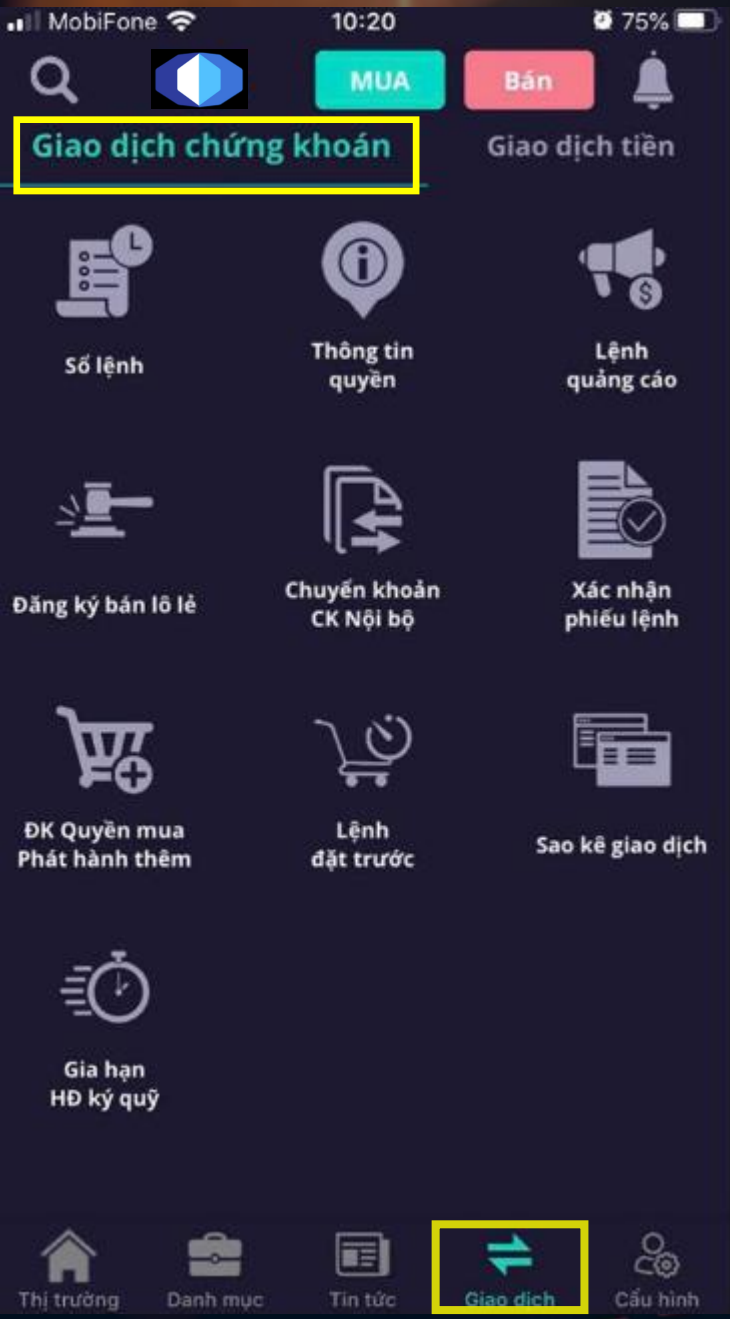 MobiFone 10:20 75%
MUA Bán
Giao dịch chứng khoán Giao dịch tiền
Sổ lệnh
Thông tin
quyền
Lệnh
quảng cáo
Đăng ký bán lô lẻ
Chuyển khoản
CK Nội bộ
Xác nhận
phiếu lệnh
ĐK Quyền mua
Phát hành thêm
Lệnh
đặt trước
Sao kê giao dịch
Gia hạn
HĐ ký quỹ
Thị trường Danh mục Tin tức Giao dịch Cấu hình